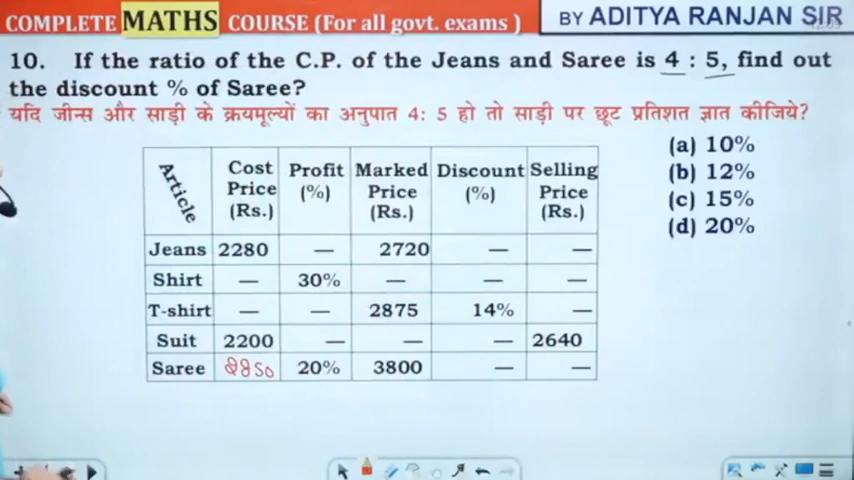 COMPLETE MATHS COURSE (For all govt. exams )
BY ADITYA RANJAN SIR
10. If the ratio of the C.P. of the Jeans and Saree is 4 : 5, find out
the discount % of Saree?
यदि जीन्स और साड़ी के क्रयमूल्यों का अनुपात 4: 5 हो तो साड़ी पर छूट प्रतिशत ज्ञात कीजिये?
(a) 10%
(b) 12%
(c) 15%
(d) 20%
Article | Cost Price (Rs.) | Profit (%) | Marked Price (Rs.) | Discount (%) | Selling Price (Rs.)
Jeans 2280 — 2720 — —
Shirt — 30% — — —
T-shirt — — 2875 14% —
Suit 2200 — — — 2640
Saree 2850 20% 3800 — —